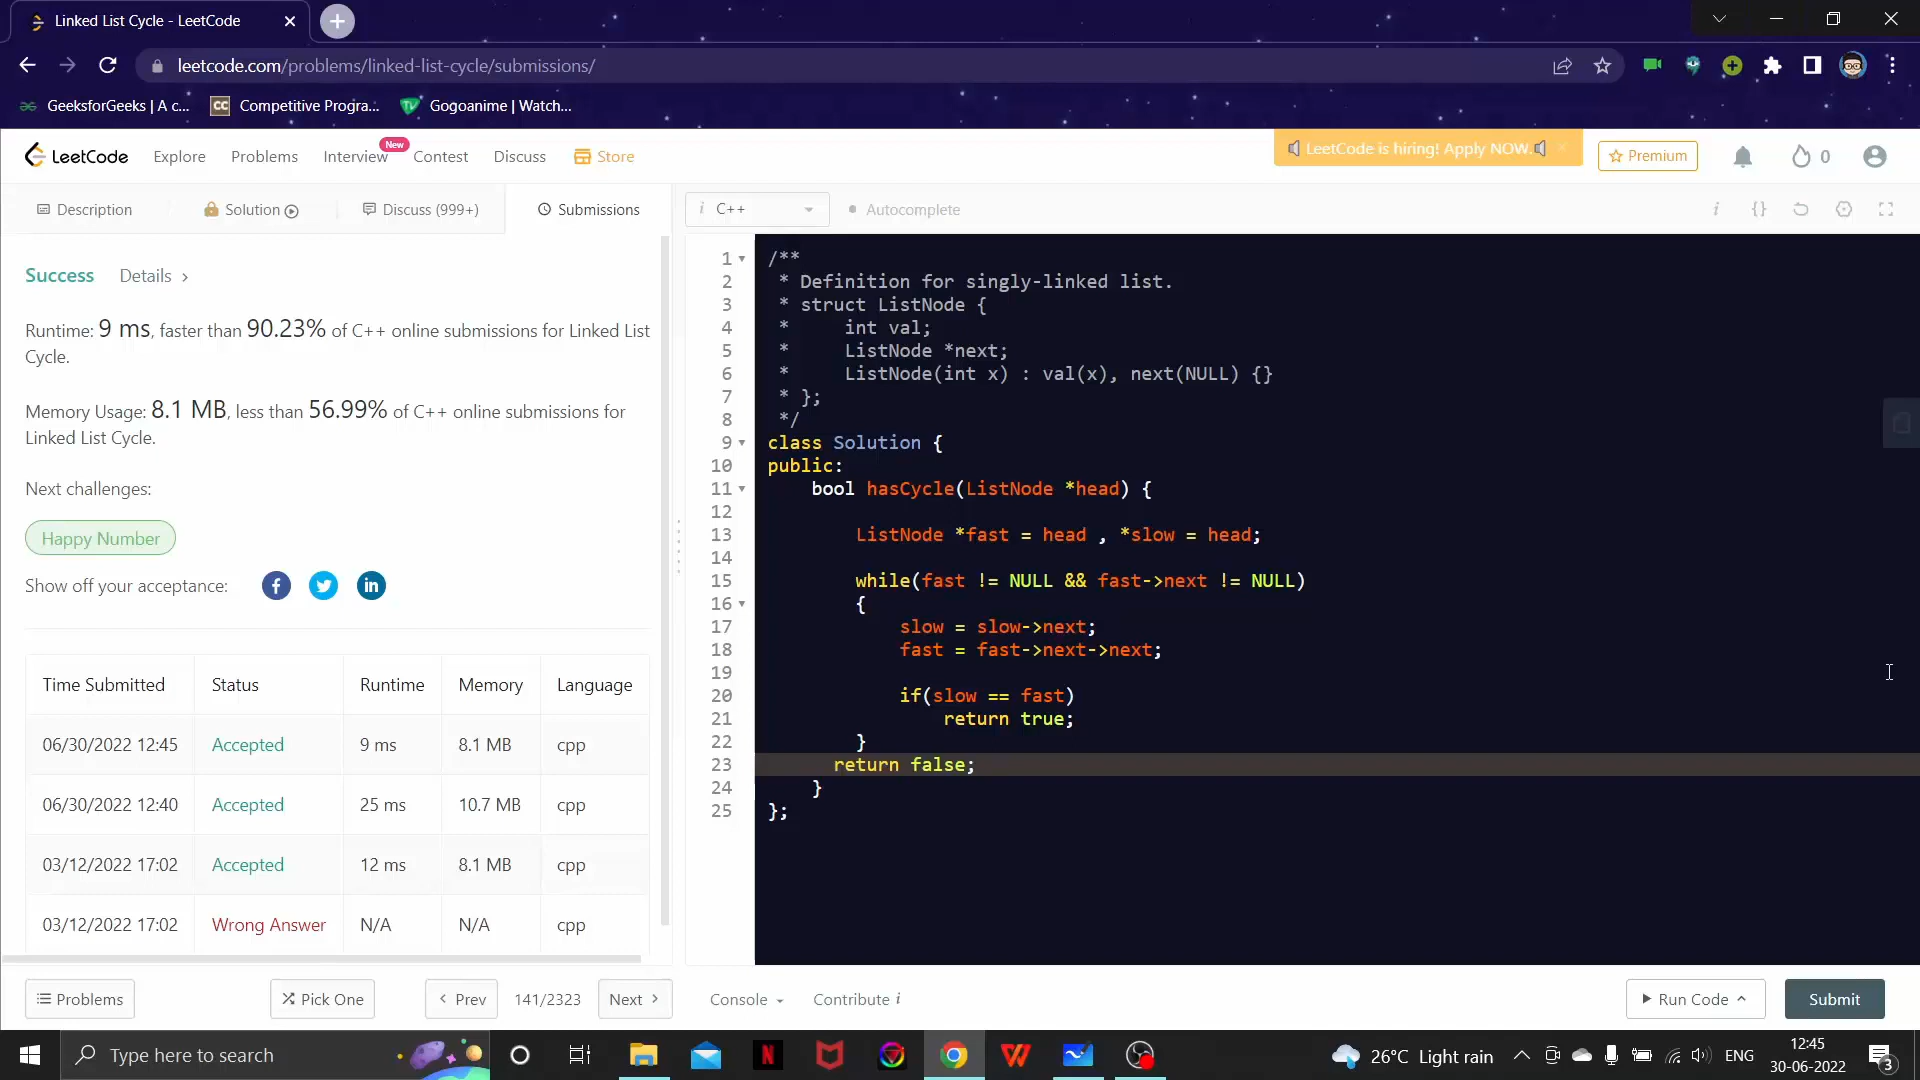 Linked List Cycle - LeetCode
leetcode.com/problems/linked-list-cycle/submissions/
GeeksforGeeks | A c...
CC Competitive Progra...
Gogoanime | Watch...
LeetCode
Explore
Problems
Interview
New
Contest
Discuss
Store
LeetCode is hiring! Apply NOW.
Premium
0
Description
Solution
Discuss (999+)
Submissions
i C++
Autocomplete
Success Details >
Runtime: 9 ms, faster than 90.23% of C++ online submissions for Linked List
Cycle.
Memory Usage: 8.1 MB, less than 56.99% of C++ online submissions for
Linked List Cycle.
Next challenges:
Happy Number
Show off your acceptance:
Time Submitted Status Runtime Memory Language
06/30/2022 12:45 Accepted 9 ms 8.1 MB cpp
06/30/2022 12:40 Accepted 25 ms 10.7 MB cpp
03/12/2022 17:02 Accepted 12 ms 8.1 MB cpp
03/12/2022 17:02 Wrong Answer N/A N/A cpp
1 /**
2 * Definition for singly-linked list.
3 * struct ListNode {
4 * int val;
5 * ListNode *next;
6 * ListNode(int x) : val(x), next(NULL) {}
7 * };
8 */
9 class Solution {
10 public:
11 bool hasCycle(ListNode *head) {
12
13 ListNode *fast = head , *slow = head;
14
15 while(fast != NULL && fast->next != NULL)
16 {
17 slow = slow->next;
18 fast = fast->next->next;
19
20 if(slow == fast)
21 return true;
22 }
23 return false;
24 }
25 };
Problems
Pick One
< Prev
141/2323
Next >
Console
Contribute i
Run Code
Submit
Type here to search
26°C Light rain
ENG
12:45
30-06-2022
3